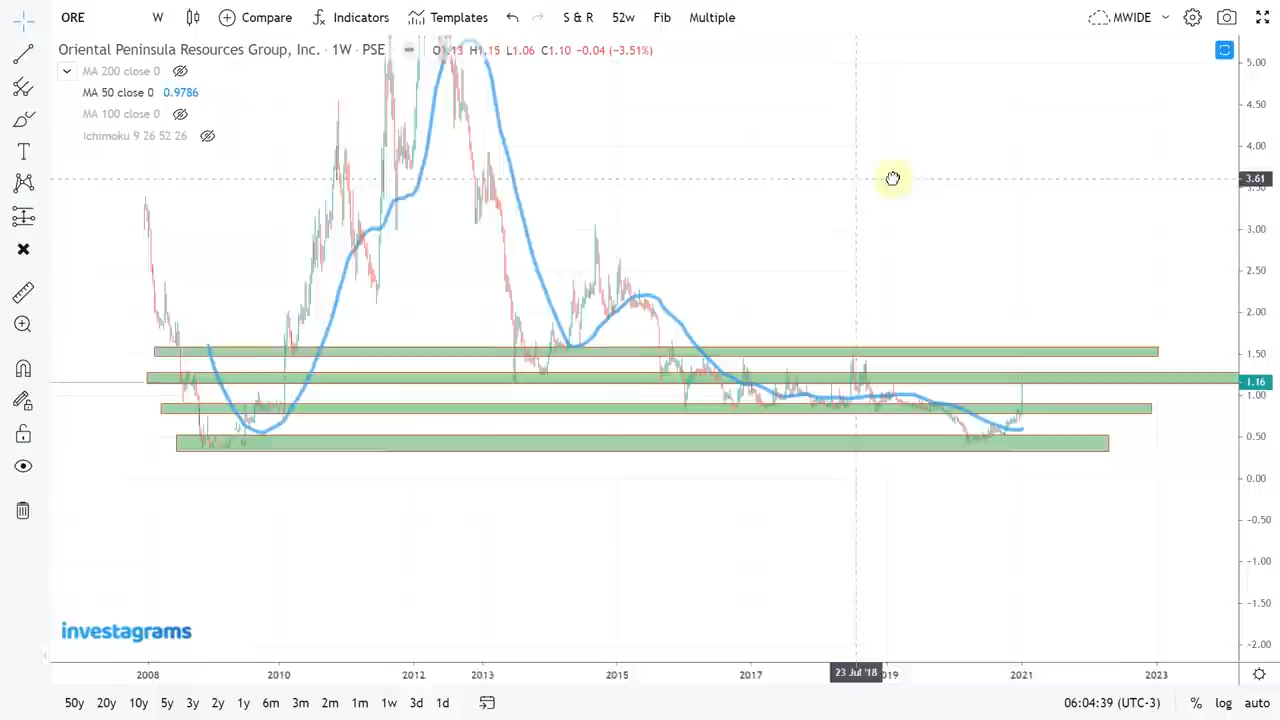 ORE W Compare Indicators Templates S & R 52w Fib Multiple MWIDE
Oriental Peninsula Resources Group, Inc. · 1W · PSE O1.13 H1.15 L1.06 C1.10 −0.04 (−3.51%)
MA 200 close 0
MA 50 close 0 0.9786
MA 100 close 0
Ichimoku 9 26 52 26
5.00
4.50
4.00
3.61
3.50
3.00
2.50
2.00
1.50
1.16
1.00
0.50
0.00
-0.50
-1.00
-1.50
-2.00
investagrams
2008 2010 2012 2013 2015 2017 23 Jul '18 2019 2021 2023
50y 20y 10y 5y 3y 2y 1y 6m 3m 2m 1m 1w 3d 1d 06:04:39 (UTC-3) % log auto